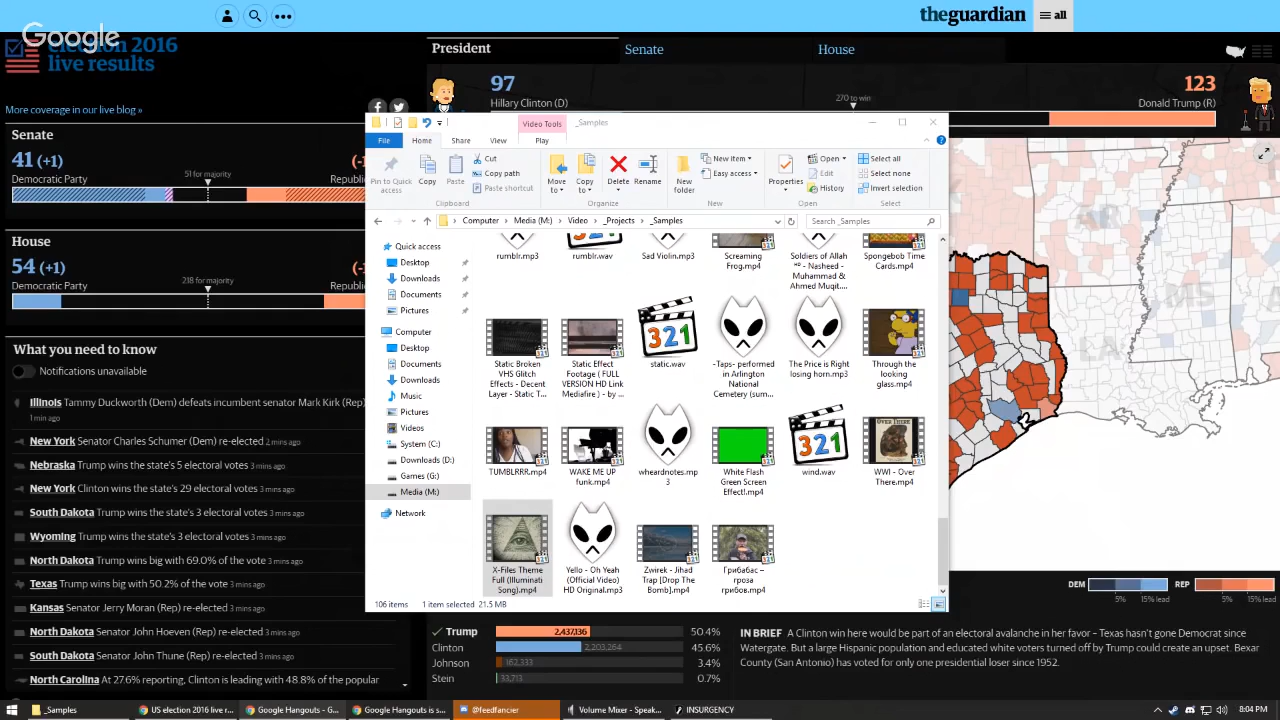 Google
election 2016
live results
theguardian
all
President
Senate
House
97
Hillary Clinton (D)
270 to win
123
Donald Trump (R)
More coverage in our live blog »
Senate
41 (+1)
51 for majority
Democratic Party
Republi
House
54 (+1)
218 for majority
Democratic Party
Republi
What you need to know
Notifications unavailable
Illinois Tammy Duckworth (Dem) defeats incumbent senator Mark Kirk (Rep)
1 min ago
New York Senator Charles Schumer (Dem) re-elected 2 mins ago
Nebraska Trump wins the state's 5 electoral votes 3 mins ago
New York Clinton wins the state's 29 electoral votes 3 mins ago
South Dakota Trump wins the state's 3 electoral votes 3 mins ago
Wyoming Trump wins the state's 3 electoral votes 3 mins ago
North Dakota Trump wins big with 69.0% of the vote 3 mins ago
Texas Trump wins big with 50.2% of the vote 3 mins ago
Kansas Senator Jerry Moran (Rep) re-elected 3 mins ago
North Dakota Senator John Hoeven (Rep) re-elected 3 mins ago
South Dakota Senator John Thune (Rep) re-elected 3 mins ago
North Carolina At 27.6% reporting, Clinton is leading with 48.8% of the popular
Video Tools
_Samples
File
Home
Share
View
Play
Pin to Quick access
Copy
Paste
Cut
Copy path
Paste shortcut
Clipboard
Move to
Copy to
Delete
Rename
Organize
New folder
New item
Easy access
New
Properties
Open
Edit
History
Open
Select all
Select none
Invert selection
Select
Computer
Media (M:)
Video
_Projects
_Samples
Search _Samples
Quick access
Desktop
Downloads
Documents
Pictures
Computer
Desktop
Documents
Downloads
Music
Pictures
Videos
System (C:)
Downloads (D:)
Games (G:)
Media (M:)
Network
rumblr.mp3
rumblr.wav
Sad Violin.mp3
Screaming Frog.mp4
Soldiers of Allah ᴴᴰ - Nasheed - Muhammad & Ahmed Muqit....
Spongebob Time Cards.mp4
Static Broken VHS Glitch Effects - Decent Layer - Static T...
Static Effect Footage ( FULL VERSION HD Link Mediafire ) - by ...
static.wav
-Taps- performed in Arlington National Cemetery (sum...
The Price is Right losing horn.mp3
Through the looking glass.mp4
TUMBLRRR.mp4
WAKE ME UP funk.mp4
wheardnotes.mp3
White Flash Green Screen Effect!.mp4
wind.wav
WWI - Over There.mp4
X-Files Theme Full (Illuminati Song).mp4
Yello - Oh Yeah (Official Video) HD Original.mp3
Zwirek - Jihad Trap [Drop The Bomb].mp4
Грибабас – гроза грибов.mp4
106 items
1 item selected 21.5 MB
DEM
5%
15% lead
REP
5%
15% lead
Trump
2,437,136
50.4%
Clinton
2,203,264
45.6%
Johnson
162,333
3.4%
Stein
33,713
0.7%
IN BRIEF A Clinton win here would be part of an electoral avalanche in her favor – Texas hasn't gone Democrat since
Watergate. But a large Hispanic population and educated white voters turned off by Trump could create an upset. Bexar
County (San Antonio) has voted for only one presidential loser since 1952.
_Samples
US election 2016 live r...
Google Hangouts - G...
Google Hangouts is s...
@feedfancier
Volume Mixer - Speak...
INSURGENCY
8:04 PM